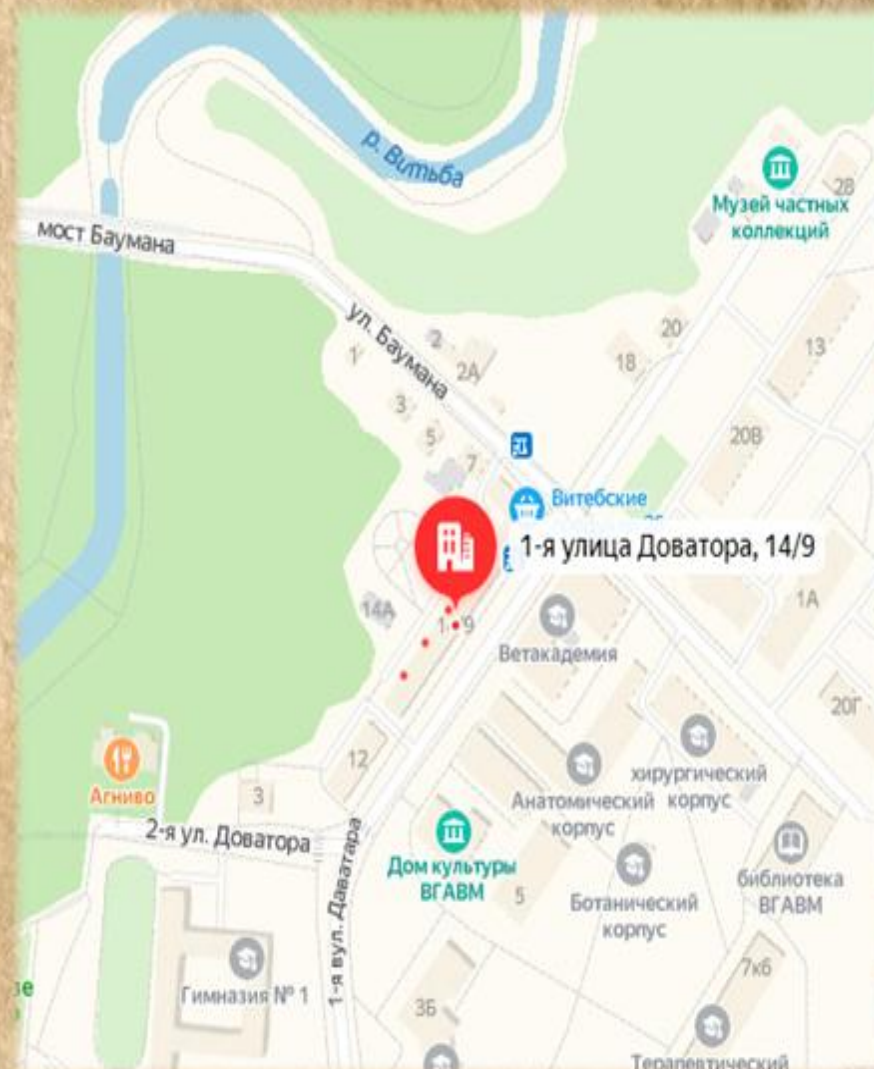 р. Витьба
Музей частных
коллекций
28
мост Баумана
ул. Баумана
1
2
2А
3
5
7
18
20
13
20В
Витебские
1-я улица Доватора, 14/9
14А
Ветакадемия
1А
20Г
12
Агниво
3
2-я ул. Доватора
Анатомический
корпус
хирургический
корпус
Дом культуры
ВГАВМ
5
Ботанический
корпус
библиотека
ВГАВМ
1-я вул. Даватара
Гимназия № 1
3Б
7к6
Терапевтический